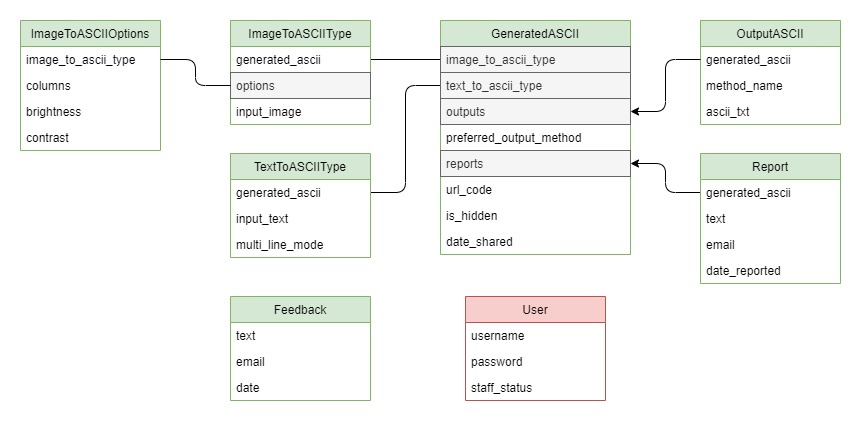 ImageToASCIIOptions
image_to_ascii_type
columns
brightness
contrast
ImageToASCIIType
generated_ascii
options
input_image
TextToASCIIType
generated_ascii
input_text
multi_line_mode
GeneratedASCII
image_to_ascii_type
text_to_ascii_type
outputs
preferred_output_method
reports
url_code
is_hidden
date_shared
OutputASCII
generated_ascii
method_name
ascii_txt
Report
generated_ascii
text
email
date_reported
Feedback
text
email
date
User
username
password
staff_status